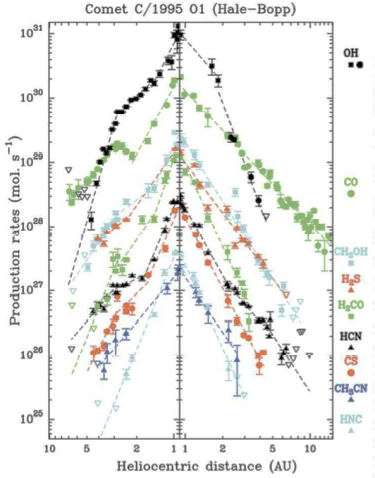 Comet C/1995 O1 (Hale-Bopp)
10^31
10^30
10^29
10^28
10^27
10^26
10^25
Production rates (mol. s^-1)
10 5 3 2 1 1 2 3 5 10
Heliocentric distance (AU)
OH
CO
CH3OH
H2S
H2CO
HCN
CS
CH3CN
HNC